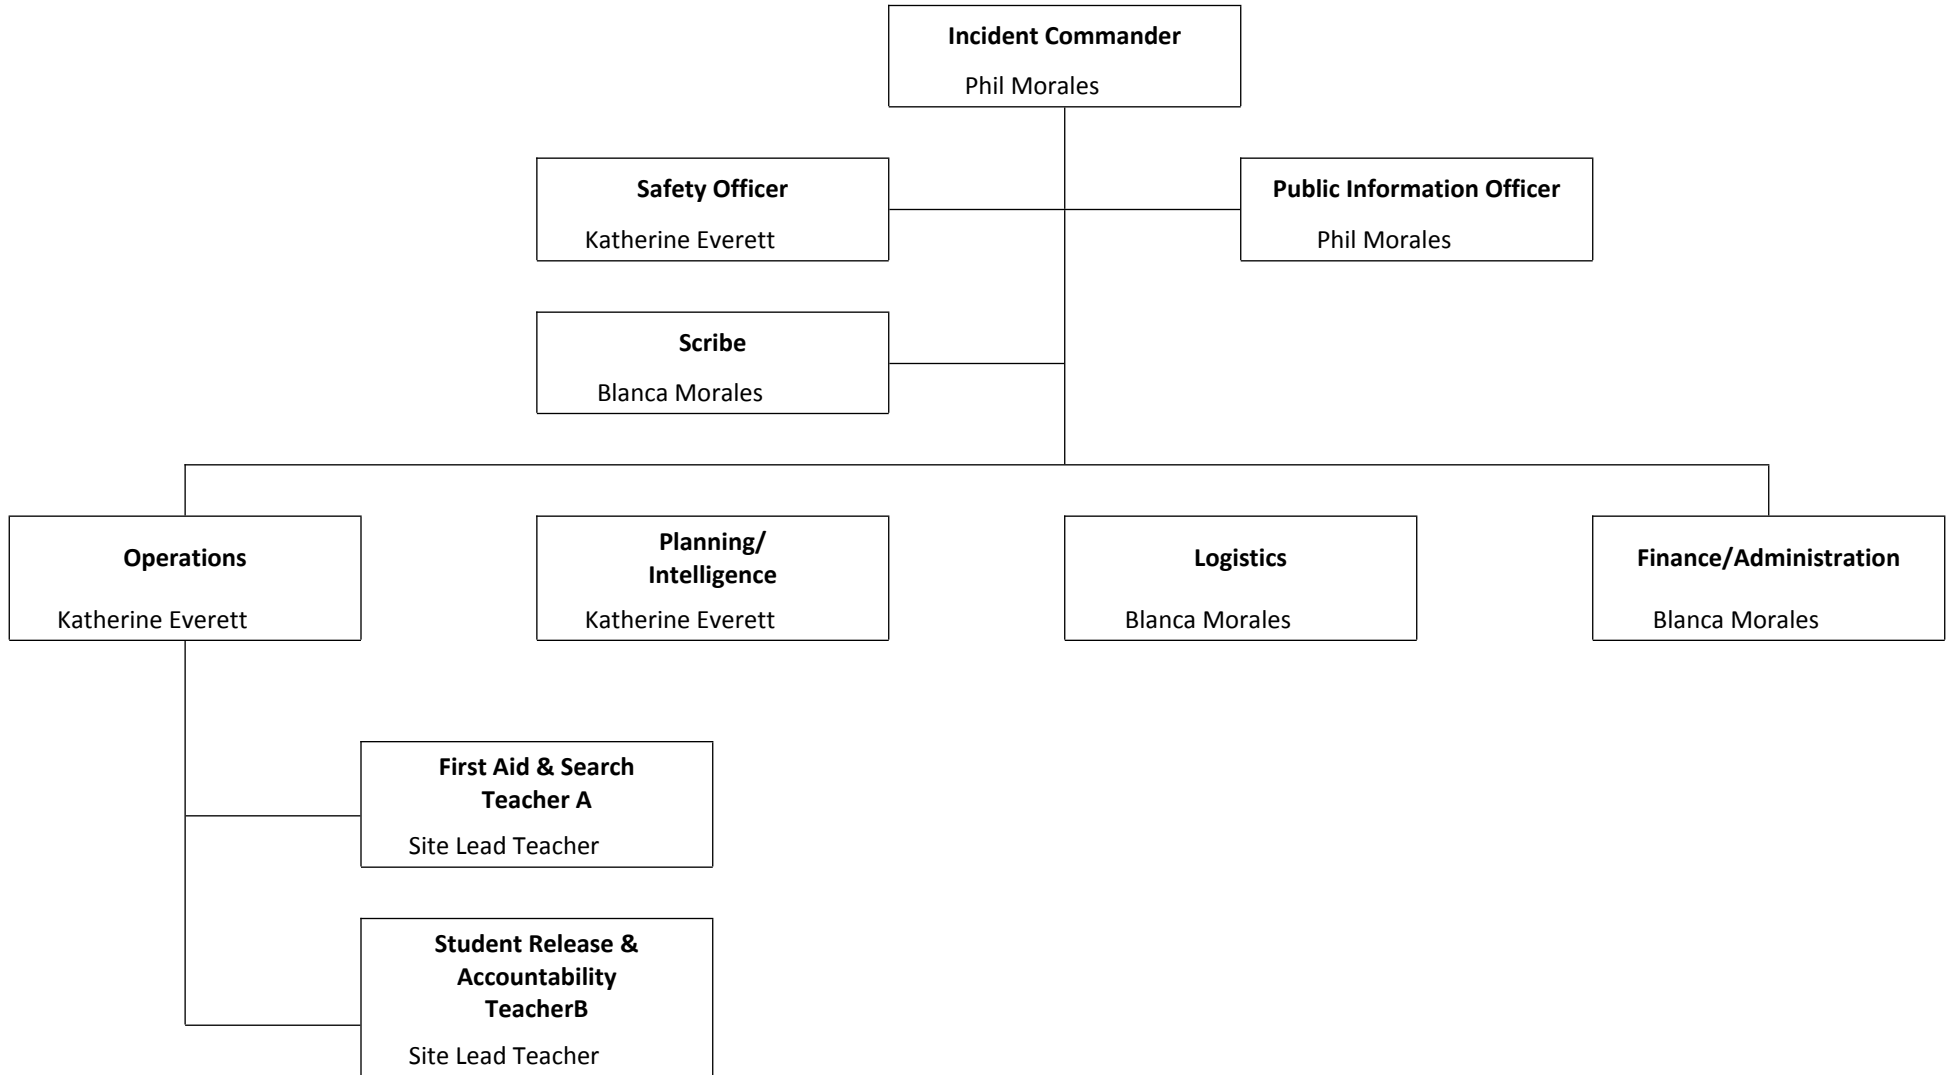 Incident Commander
Phil Morales
Safety Officer
Katherine Everett
Public Information Officer
Phil Morales
Scribe
Blanca Morales
Operations
Katherine Everett
Planning/
Intelligence
Katherine Everett
Logistics
Blanca Morales
Finance/Administration
Blanca Morales
First Aid & Search
Teacher A
Site Lead Teacher
Student Release &
Accountability
TeacherB
Site Lead Teacher